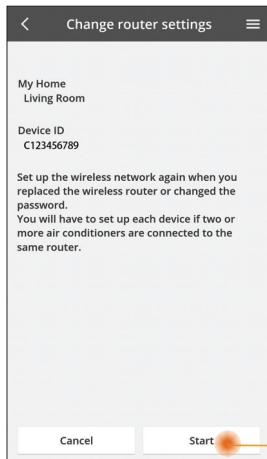 Change router settings
My Home
Living Room
Device ID
C123456789
Set up the wireless network again when you
replaced the wireless router or changed the
password.
You will have to set up each device if two or
more air conditioners are connected to the
same router.
Cancel
Start